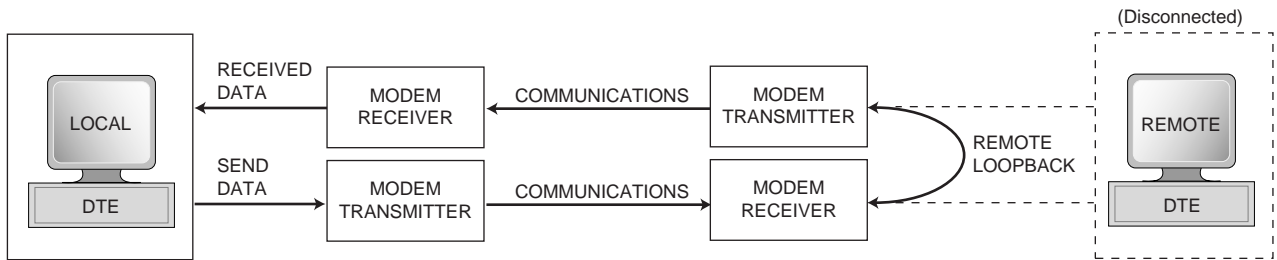 (Disconnected)
LOCAL
DTE
RECEIVED
DATA
MODEM
RECEIVER
COMMUNICATIONS
MODEM
TRANSMITTER
SEND
DATA
MODEM
TRANSMITTER
COMMUNICATIONS
MODEM
RECEIVER
REMOTE
LOOPBACK
REMOTE
DTE